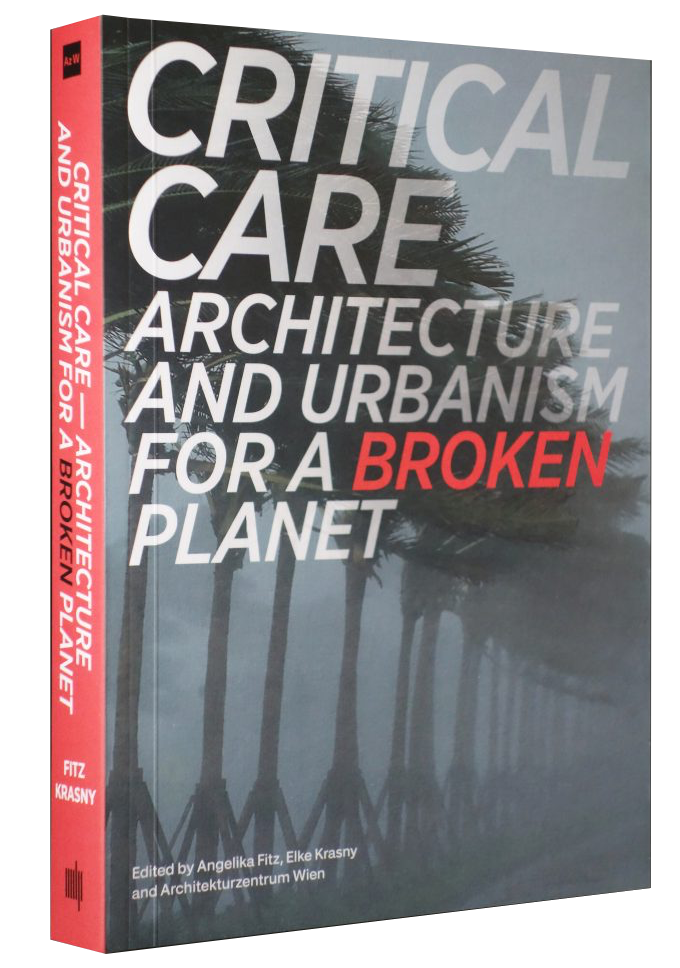 Az W
CRITICAL CARE — ARCHITECTURE
AND URBANISM FOR A BROKEN PLANET
FITZ
KRASNY
CRITICAL
CARE
ARCHITECTURE
AND URBANISM
FOR A BROKEN
PLANET
Edited by Angelika Fitz, Elke Krasny
and Architekturzentrum Wien